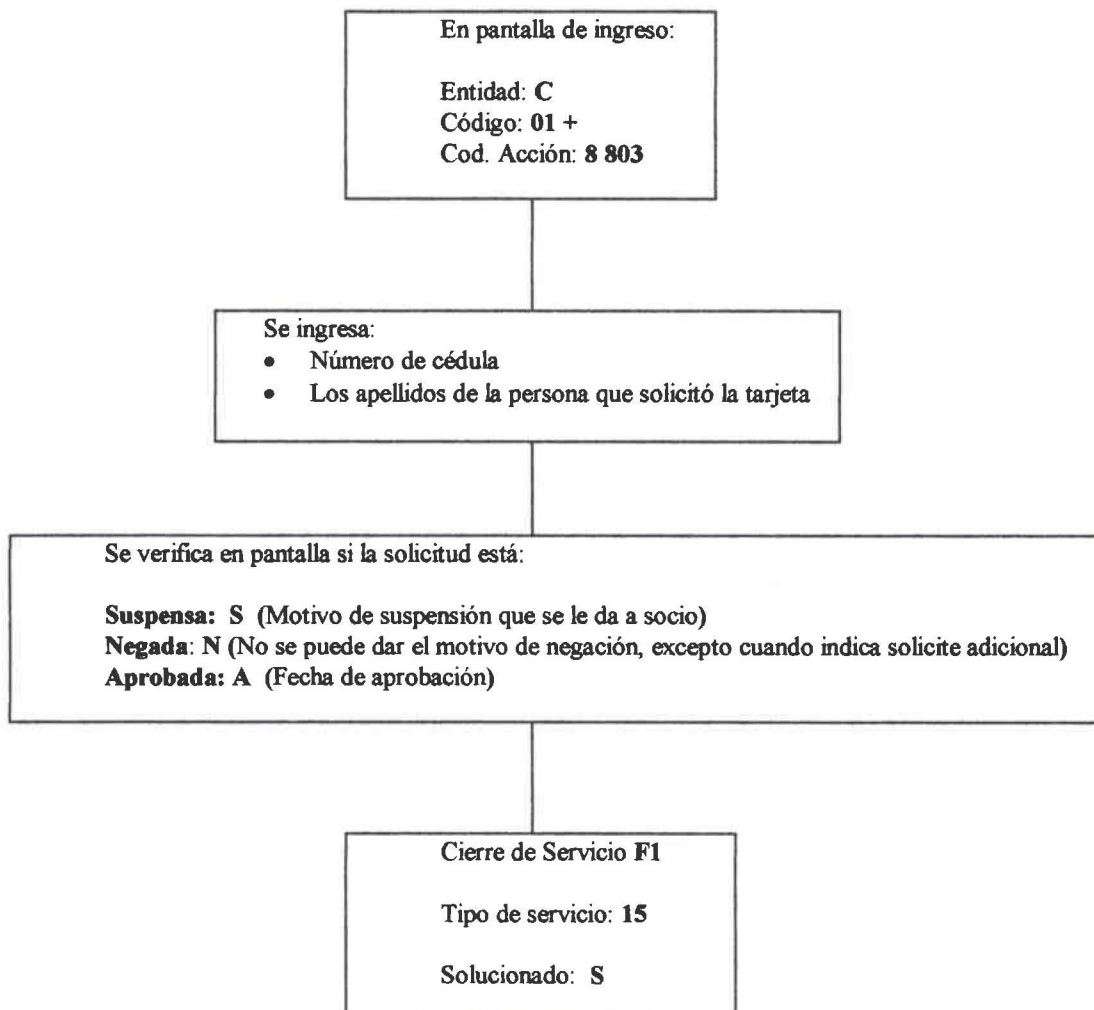 En pantalla de ingreso:
Entidad: C
Código: 01 +
Cod. Acción: 8 803
Se ingresa:
• Número de cédula
• Los apellidos de la persona que solicitó la tarjeta
Se verifica en pantalla si la solicitud está:
Suspensa: S (Motivo de suspensión que se le da a socio)
Negada: N (No se puede dar el motivo de negación, excepto cuando indica solicite adicional)
Aprobada: A (Fecha de aprobación)
Cierre de Servicio F1
Tipo de servicio: 15
Solucionado: S